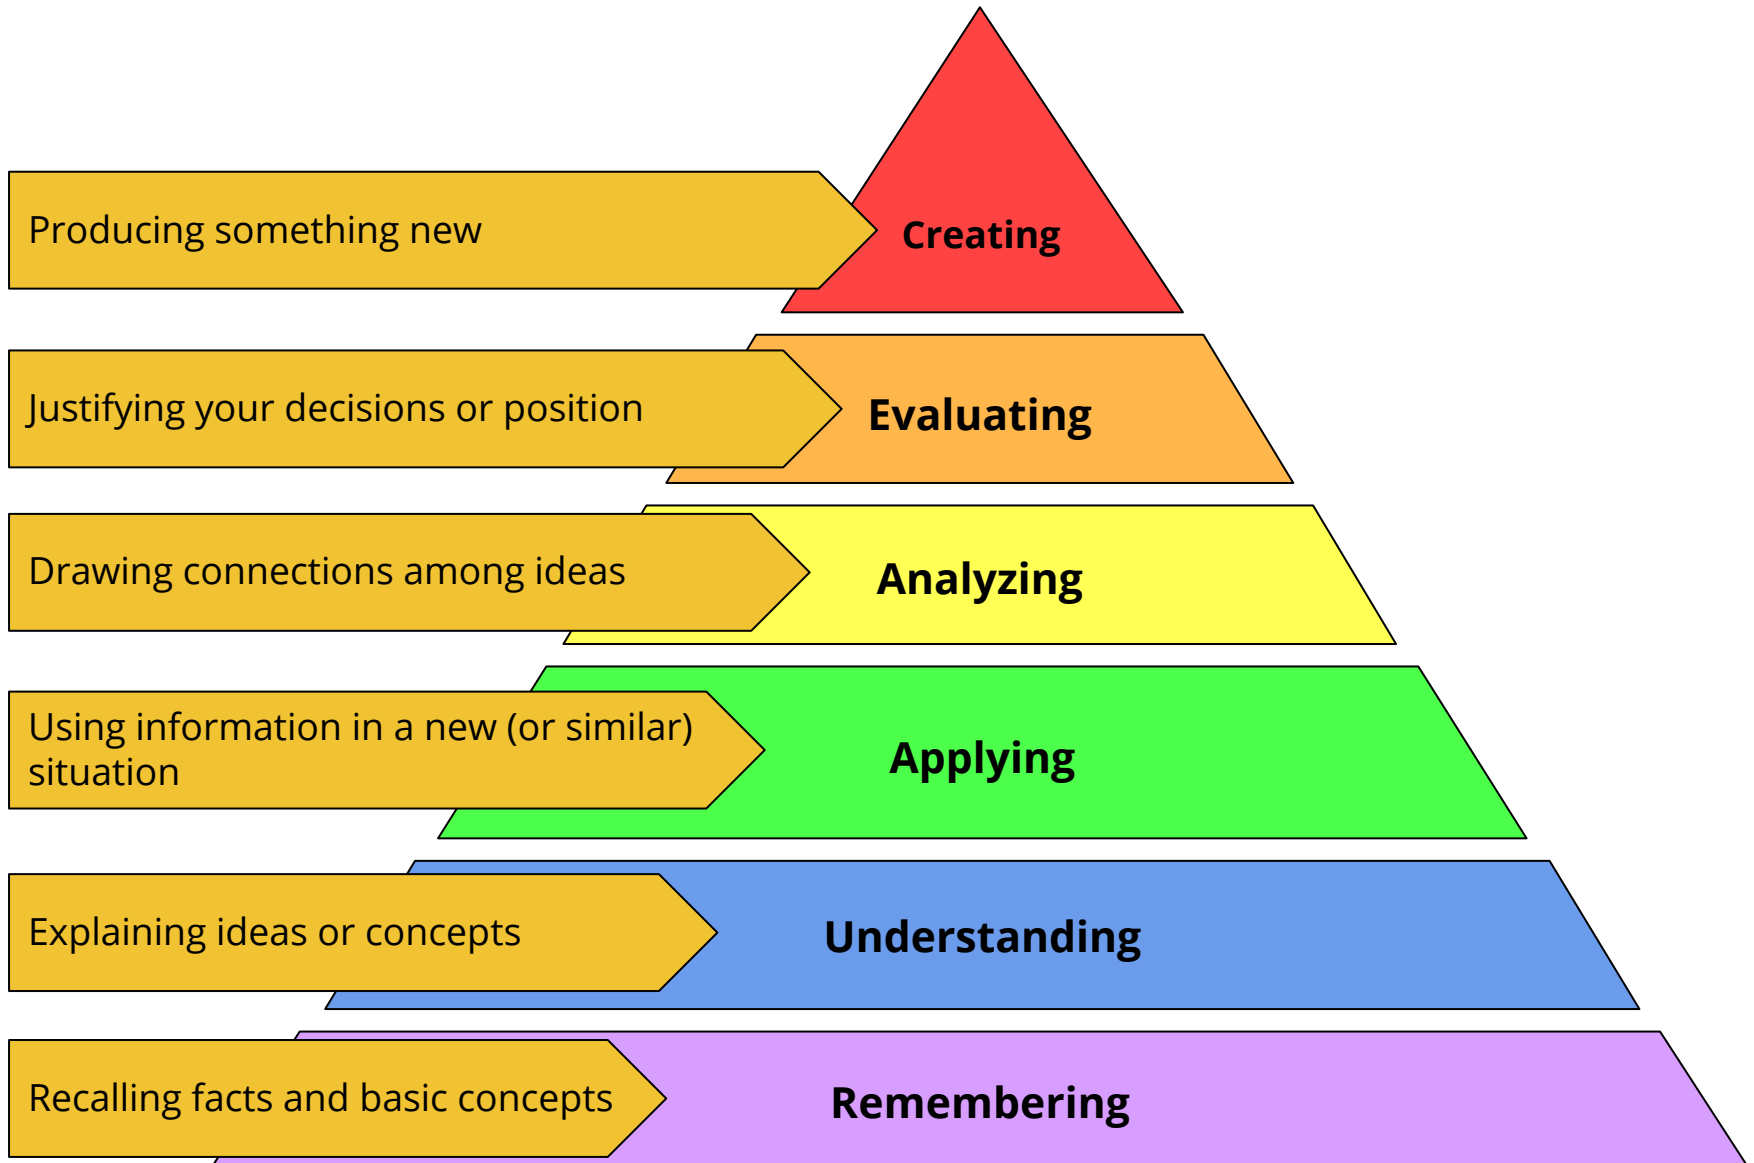 Producing something new
Creating
Justifying your decisions or position
Evaluating
Drawing connections among ideas
Analyzing
Using information in a new (or similar)
situation
Applying
Explaining ideas or concepts
Understanding
Recalling facts and basic concepts
Remembering